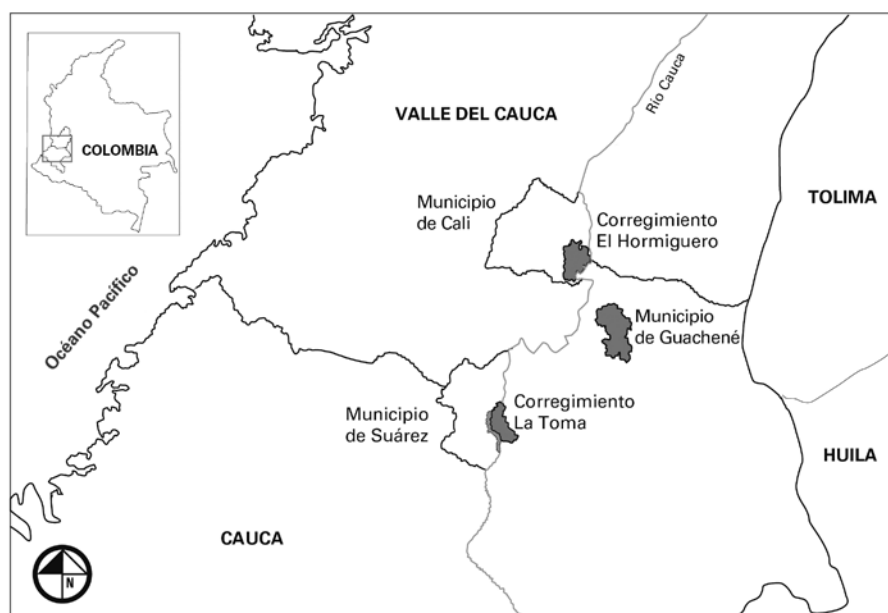 COLOMBIA
VALLE DEL CAUCA
Río Cauca
TOLIMA
Municipio
de Cali
Corregimiento
El Hormiguero
Océano Pacífico
Municipio
de Guachené
Municipio
de Suárez
Corregimiento
La Toma
HUILA
CAUCA
N